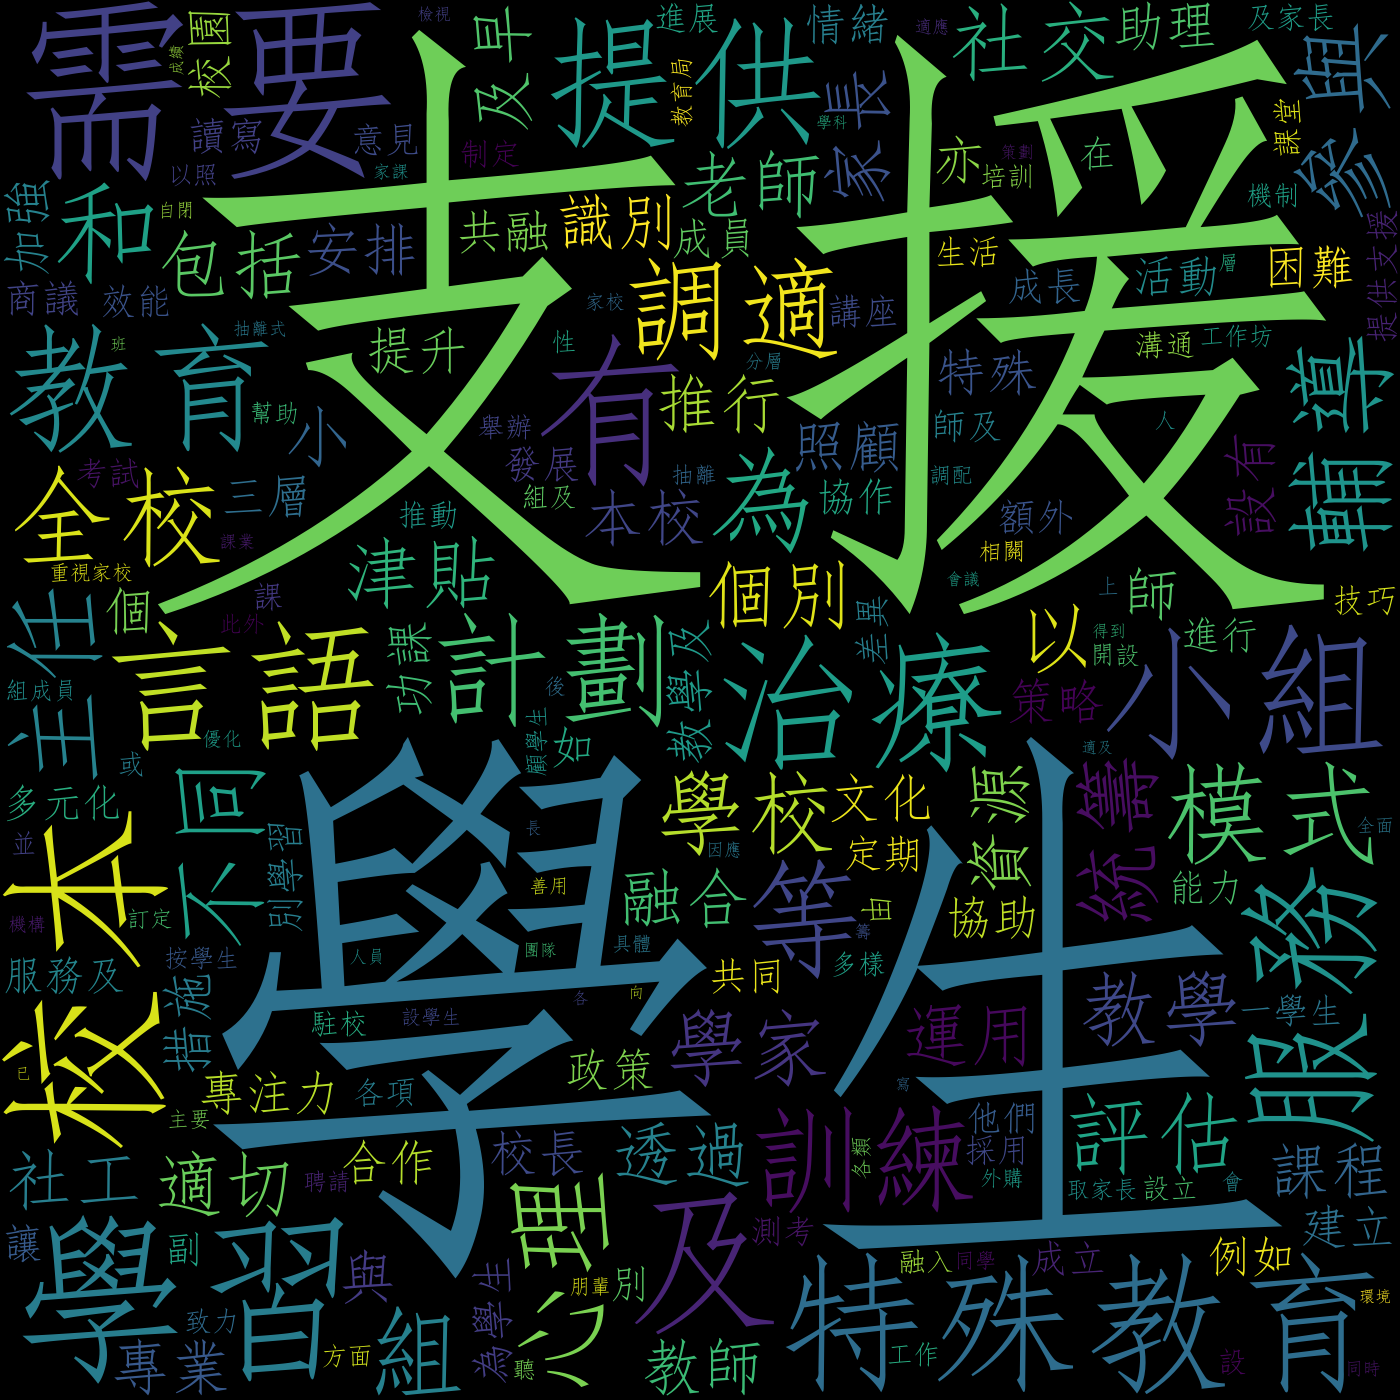 需要
支援
學生
提供
社交
助理
及家長
檢視
進展
情緒
適應
及早
校園
成績
教育局
家長
學科
課堂
參與
讀寫
意見
制定
老師
亦
在
培訓
策劃
機制
以照
家課
自閉
加強
和
包括
安排
共融
識別
成員
生活
成長
活動
層
困難
提供支援
商議
效能
家校
調適
講座
溝通
工作坊
抽離式
提升
性
分層
特殊
輔導
教育
班
幫助
小
舉辦
有
推行
照顧
師及
人
發展
抽離
調配
考試
三層
組及
本校
為
協作
額外
設有
全校
推動
相關
課業
津貼
重視家校
個
課
個別
會議
上
師
技巧
此外
功課
差異
以
得到
開設
進行
主任
言語
計劃
教學及
治療
策略
小組
組成員
後
優化
顧學生
如
適及
多元化
或
不同
別學習
學校
文化
資源
統籌
模式
全面
並
長
因應
定期
校本
善用
融合
等
由
協助
能力
服務
機構
訂定
人員
團隊
具體
籌
服務及
按學生
措施
共同
多樣
教學
一學生
各
向
駐校
設學生
學家
運用
已
專注力
各項
政策
寫
他們
主要
採用
評估
社工
適切
合作
校長
透過
訓練
各類
外購
課程
聘請
取家長
設立
會
讓
學習
副
與
為學生
心理
及
測考
建立
融入
同學
成立
例如
朋輩
別
特殊教育
環境
致力
專業
方面
組
聽
教師
工作
設
同時